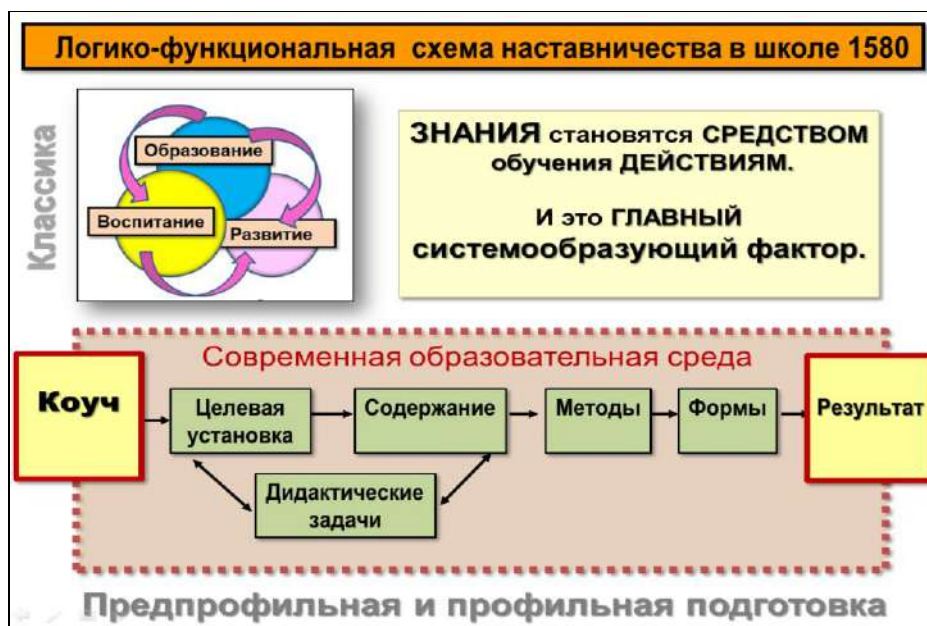 Логико-функциональная схема наставничества в школе 1580
Классика
Образование
Воспитание
Развитие
ЗНАНИЯ становятся СРЕДСТВОМ
обучения ДЕЙСТВИЯМ.
И это ГЛАВНЫЙ
системообразующий фактор.
Современная образовательная среда
Коуч
Целевая
установка
Содержание
Методы
Формы
Результат
Дидактические
задачи
Предпрофильная и профильная подготовка